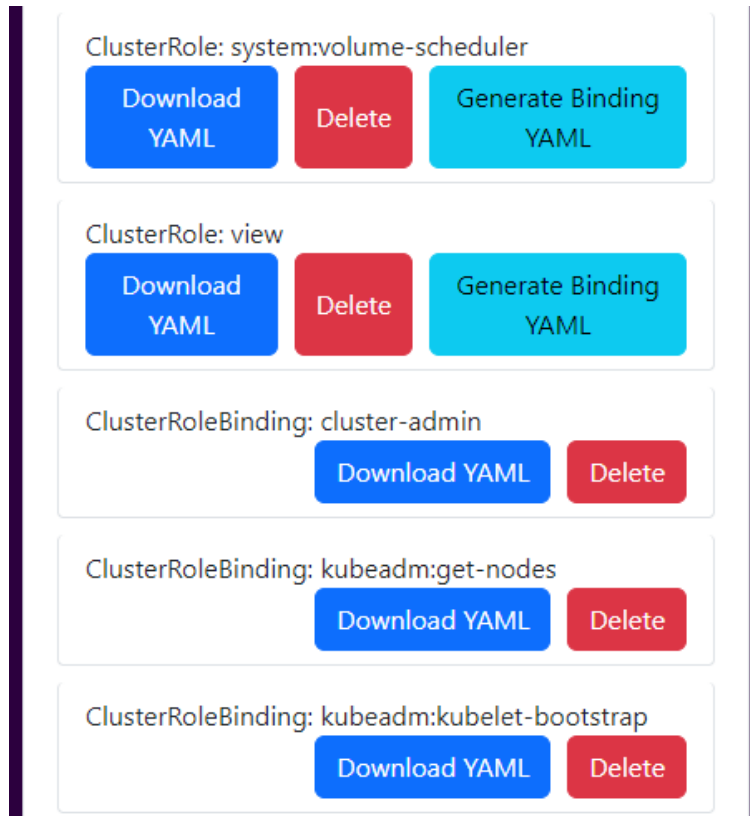 ClusterRole: system:volume-scheduler
Download
YAML
Delete
Generate Binding
YAML
ClusterRole: view
Download
YAML
Delete
Generate Binding
YAML
ClusterRoleBinding: cluster-admin
Download YAML
Delete
ClusterRoleBinding: kubeadm:get-nodes
Download YAML
Delete
ClusterRoleBinding: kubeadm:kubelet-bootstrap
Download YAML
Delete